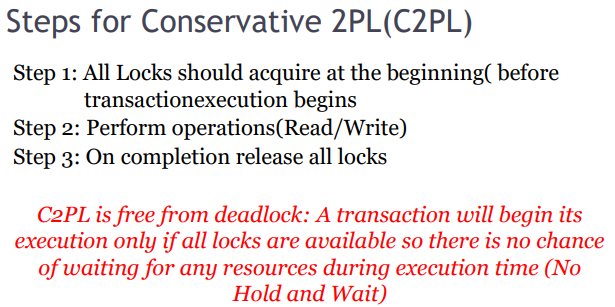 Steps for Conservative 2PL(C2PL)
Step 1: All Locks should acquire at the beginning( before
transactionexecution begins
Step 2: Perform operations(Read/Write)
Step 3: On completion release all locks
C2PL is free from deadlock: A transaction will begin its
execution only if all locks are available so there is no chance
of waiting for any resources during execution time (No
Hold and Wait)